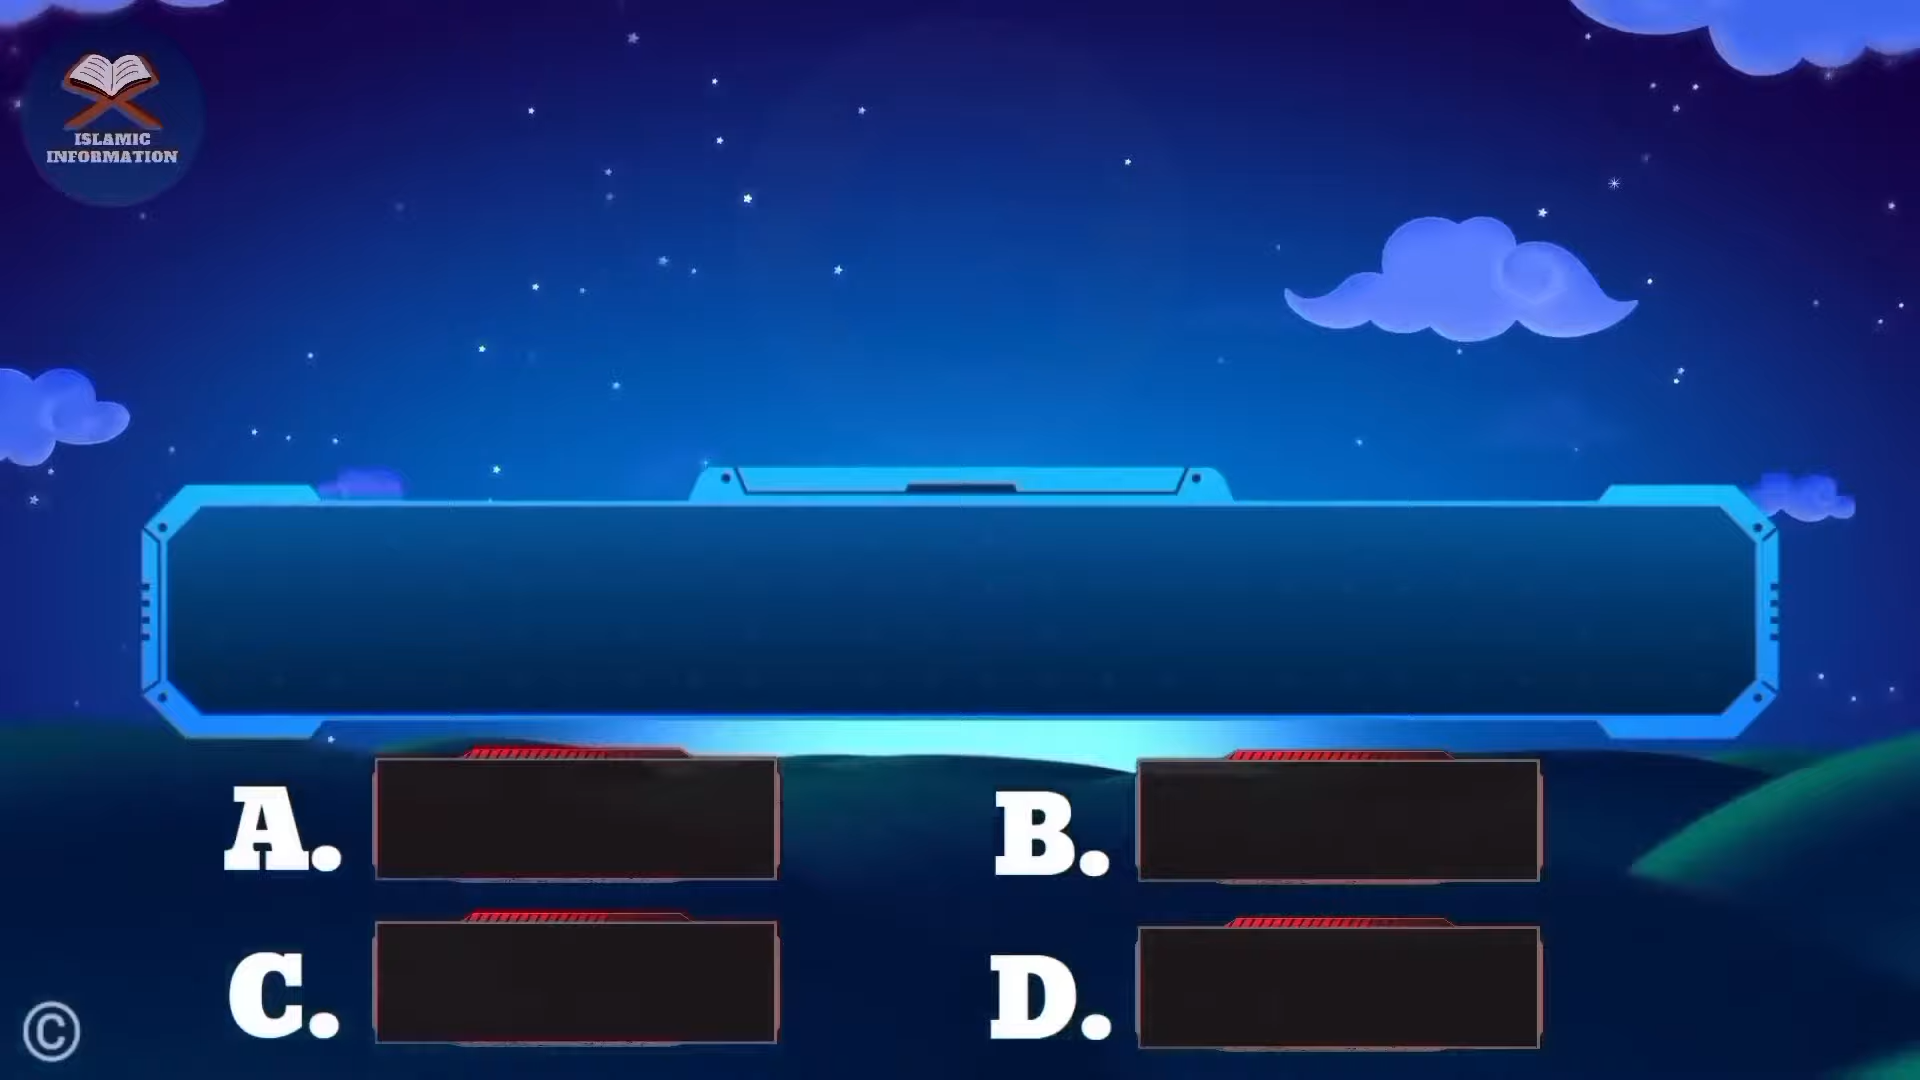 ISLAMIC
INFORMATION
A.
B.
C.
D.
©